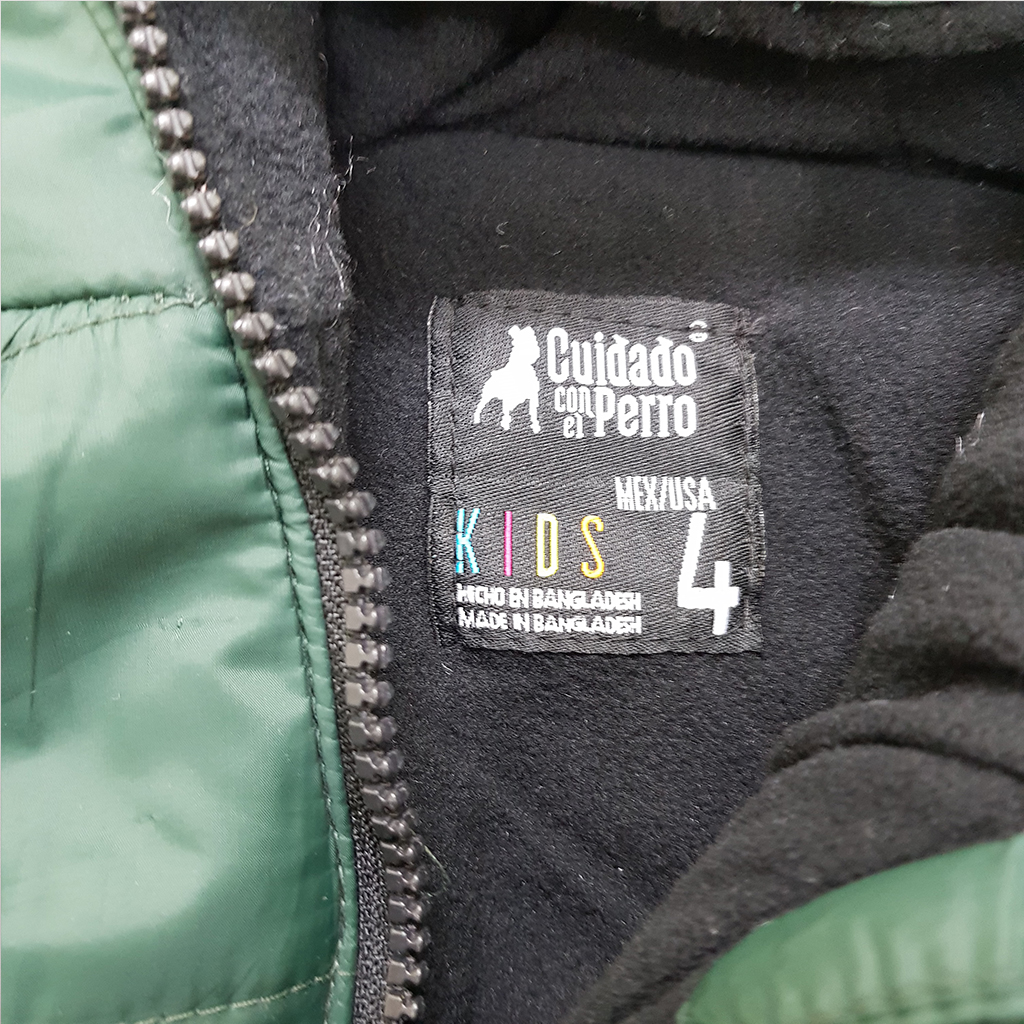 Cuidado
con el Perro
MEX/USA
KIDS
4
HECHO EN BANGLADESH
MADE IN BANGLADESH